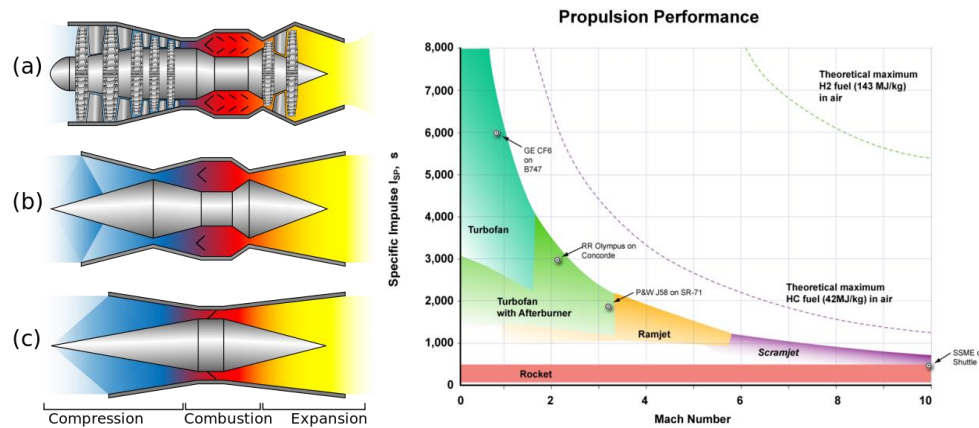 (a)
(b)
(c)
Compression
Combustion
Expansion
Propulsion Performance
Specific Impulse ISP, s
8,000
7,000
6,000
5,000
4,000
3,000
2,000
1,000
0
Theoretical maximum
H2 fuel (143 MJ/kg)
in air
GE CF6
on
B747
Turbofan
RR Olympus on
Concorde
P&W J58 on SR-71
Turbofan
with Afterburner
Theoretical maximum
HC fuel (42MJ/kg) in air
Ramjet
Scramjet
SSME o
Shuttle
Rocket
0
2
4
6
8
10
Mach Number